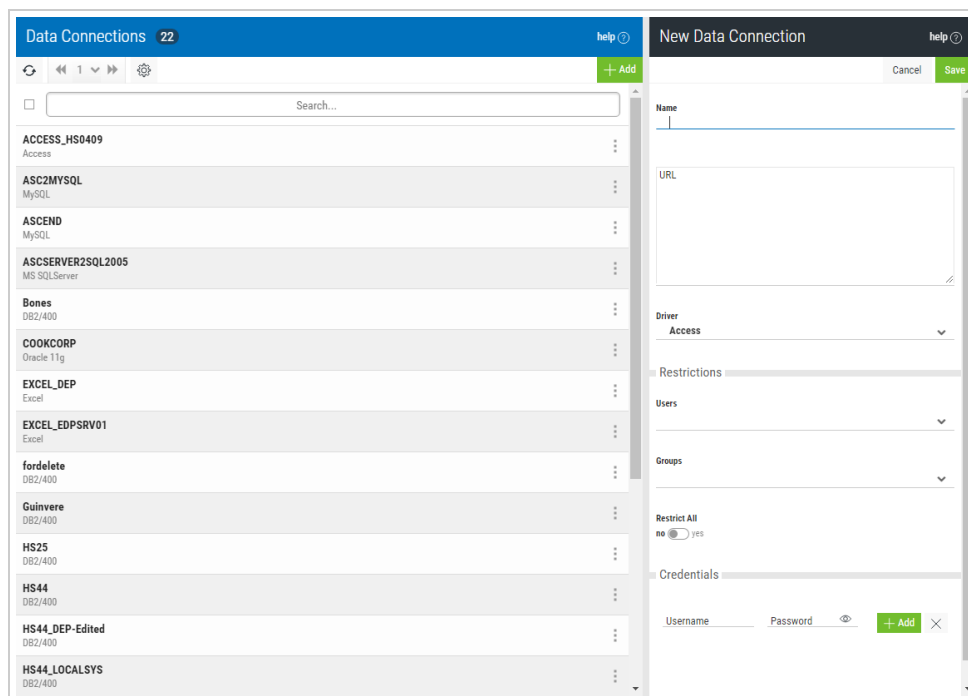 Data Connections 22 help ?
1
+ Add
Search...
ACCESS_HS0409
Access
ASC2MYSQL
MySQL
ASCEND
MySQL
ASCSERVER2SQL2005
MS SQLServer
Bones
DB2/400
COOKCORP
Oracle 11g
EXCEL_DEP
Excel
EXCEL_EDPSRV01
Excel
fordelete
DB2/400
Guinvere
DB2/400
HS25
DB2/400
HS44
DB2/400
HS44_DEP-Edited
DB2/400
HS44_LOCALSYS
DB2/400
New Data Connection help ?
Cancel Save
Name
URL
Driver
Access
Restrictions
Users
Groups
Restrict All
no yes
Credentials
Username Password + Add